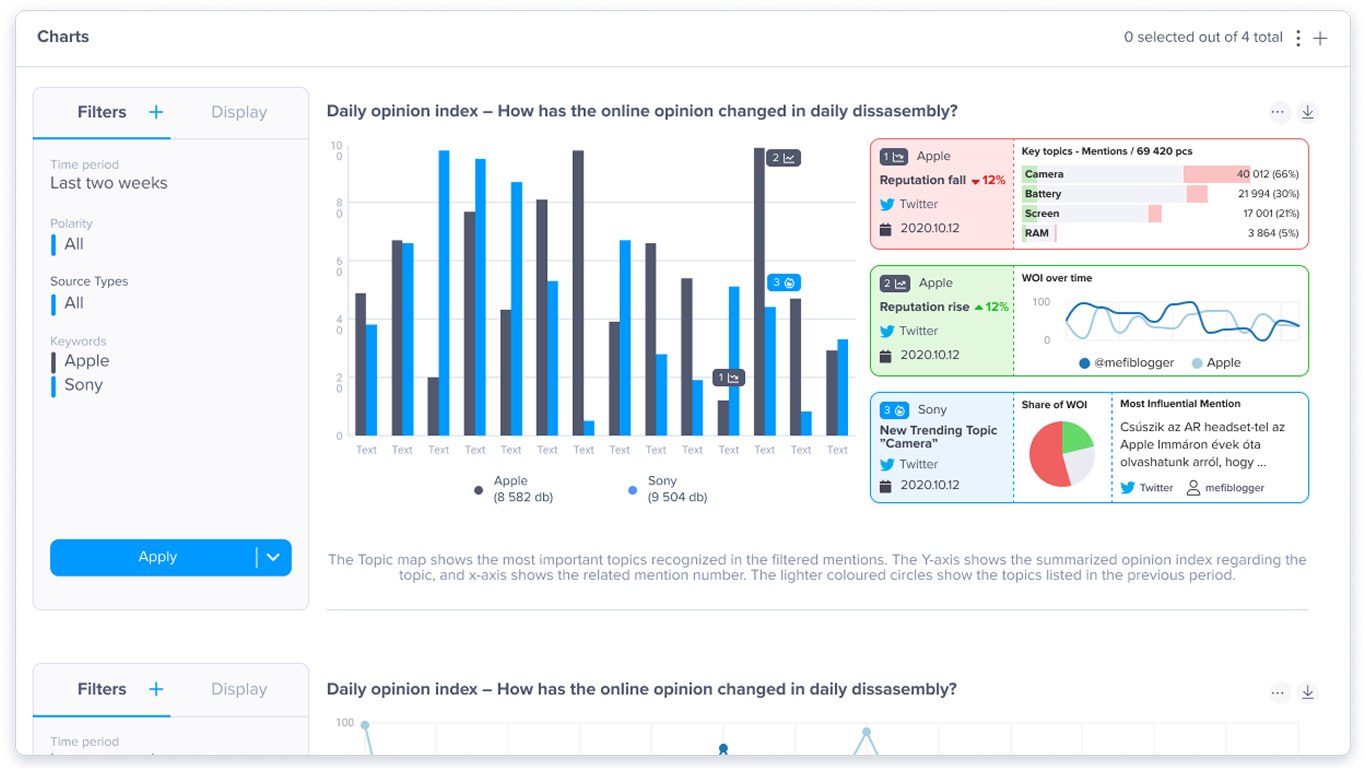 Charts
0 selected out of 4 total
Filters + Display
Time period
Last two weeks
Polarity
All
Source Types
All
Keywords
Apple
Sony
Apply
Daily opinion index – How has the online opinion changed in daily dissasembly?
10
0
8
0
6
0
4
0
2
0
0
2
3
1
Text Text Text Text Text Text Text Text Text Text Text Text Text Text
Apple
(8 582 db)
Sony
(9 504 db)
1 Apple
Reputation fall 12%
Twitter
2020.10.12
Key topics - Mentions / 69 420 pcs
Camera 40 012 (66%)
Battery 21 994 (30%)
Screen 17 001 (21%)
RAM 3 864 (5%)
2 Apple
Reputation rise 12%
Twitter
2020.10.12
WOI over time
100
0
@mefiblogger Apple
3 Sony
New Trending Topic
”Camera”
Twitter
2020.10.12
Share of WOI
Most Influential Mention
Csúszik az AR headset-tel az
Apple Immáron évek óta
olvashatunk arról, hogy ...
Twitter mefiblogger
The Topic map shows the most important topics recognized in the filtered mentions. The Y-axis shows the summarized opinion index regarding the
topic, and x-axis shows the related mention number. The lighter coloured circles show the topics listed in the previous period.
Filters + Display
Time period
Daily opinion index – How has the online opinion changed in daily dissasembly?
100